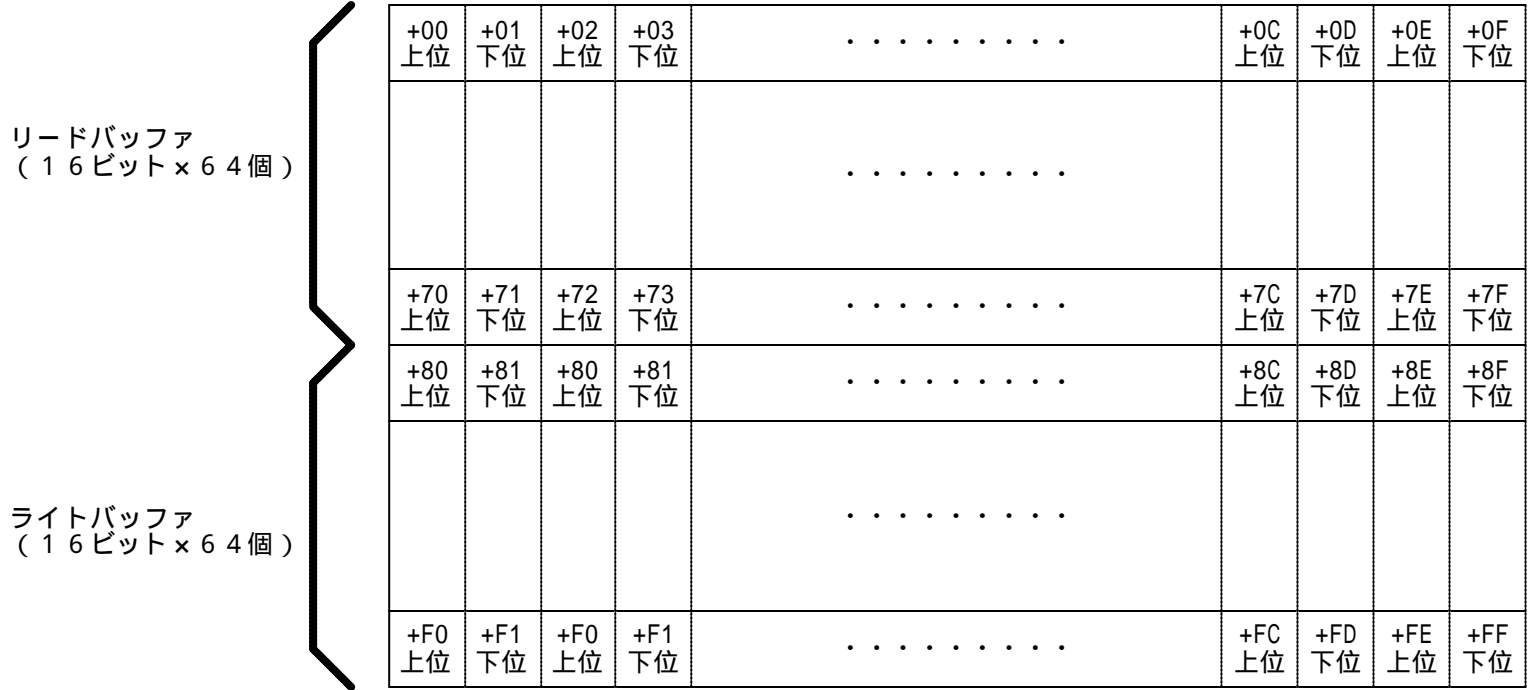 +00 +01 +02 +03 ・・・・・・・・・ +0C +0D +0E +0F
上位 下位 上位 下位 上位 下位 上位 下位
リードバッファ
(16ビット×64個)
・・・・・・・・・
+70 +71 +72 +73 ・・・・・・・・・ +7C +7D +7E +7F
上位 下位 上位 下位 上位 下位 上位 下位
+80 +81 +80 +81 ・・・・・・・・・ +8C +8D +8E +8F
上位 下位 上位 下位 上位 下位 上位 下位
ライトバッファ
(16ビット×64個)
・・・・・・・・・
+F0 +F1 +F0 +F1 ・・・・・・・・・ +FC +FD +FE +FF
上位 下位 上位 下位 上位 下位 上位 下位